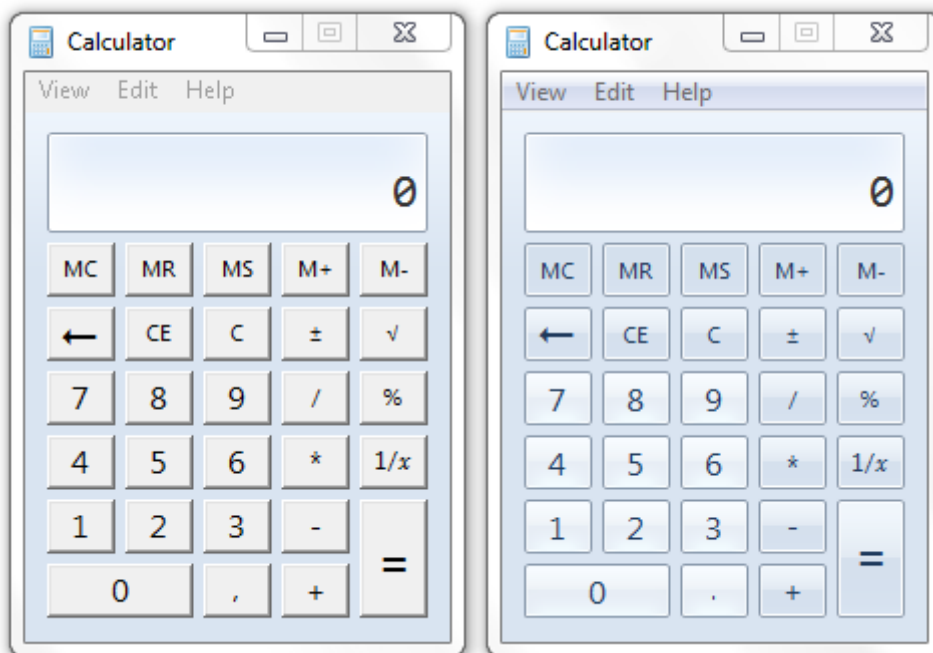 Calculator
View Edit Help
0
MC MR MS M+ M-
← CE C ± √
7 8 9 / %
4 5 6 * 1/x
1 2 3 - =
0 , +
Calculator
View Edit Help
0
MC MR MS M+ M-
← CE C ± √
7 8 9 / %
4 5 6 * 1/x
1 2 3 - =
0 . +